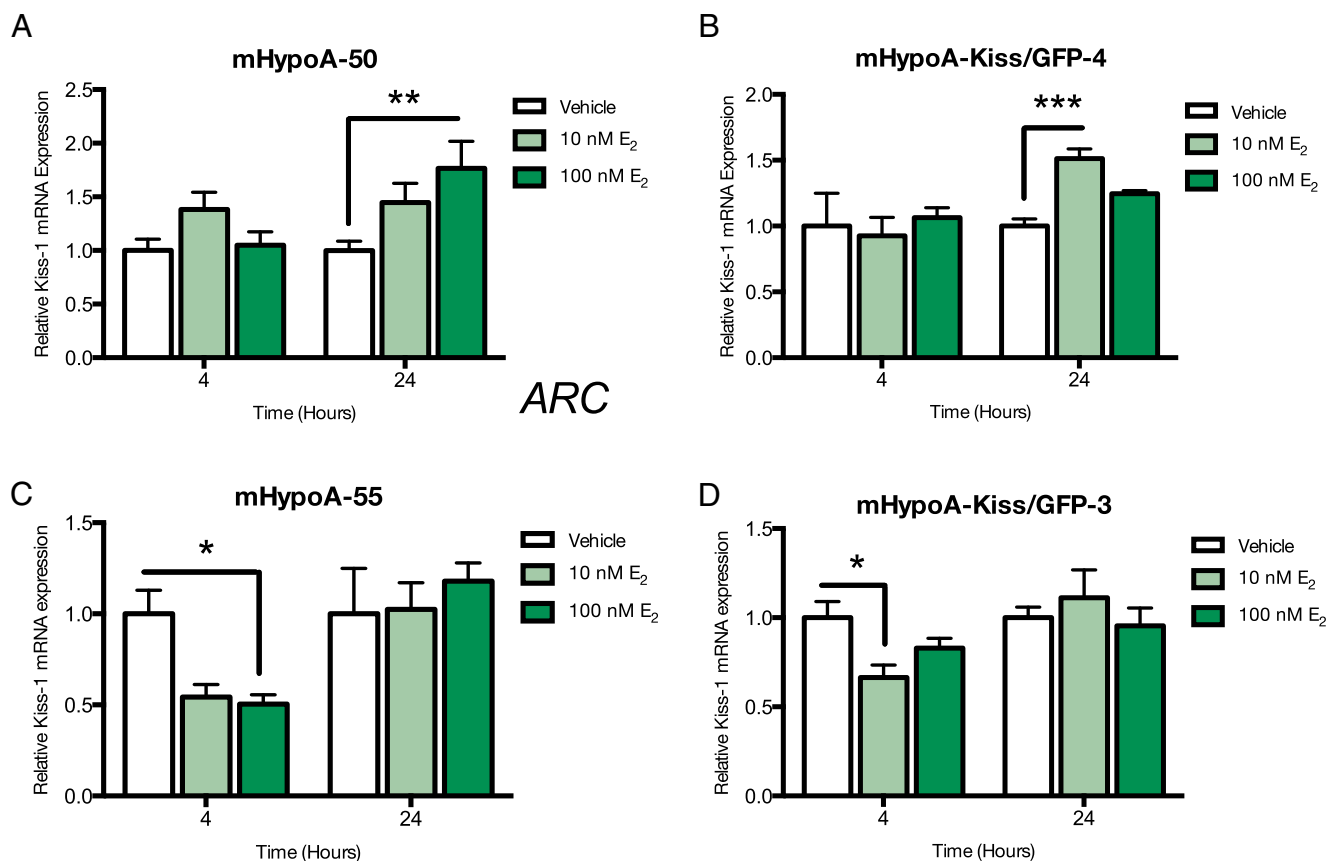 A
mHypoA-50
Relative Kiss-1 mRNA Expression
2.5
2.0
1.5
1.0
0.5
0.0
**
Vehicle
10 nM E2
100 nM E2
4
24
Time (Hours)
ARC
B
mHypoA-Kiss/GFP-4
Relative Kiss-1 mRNA Expression
2.0
1.5
1.0
0.5
0.0
***
Vehicle
10 nM E2
100 nM E2
4
24
Time (Hours)
C
mHypoA-55
Relative Kiss-1 mRNA expression
1.5
1.0
0.5
0.0
*
Vehicle
10 nM E2
100 nM E2
4
24
Time (Hours)
D
mHypoA-Kiss/GFP-3
Relative Kiss-1 mRNA expression
1.5
1.0
0.5
0.0
*
Vehicle
10 nM E2
100 nM E2
4
24
Time (Hours)